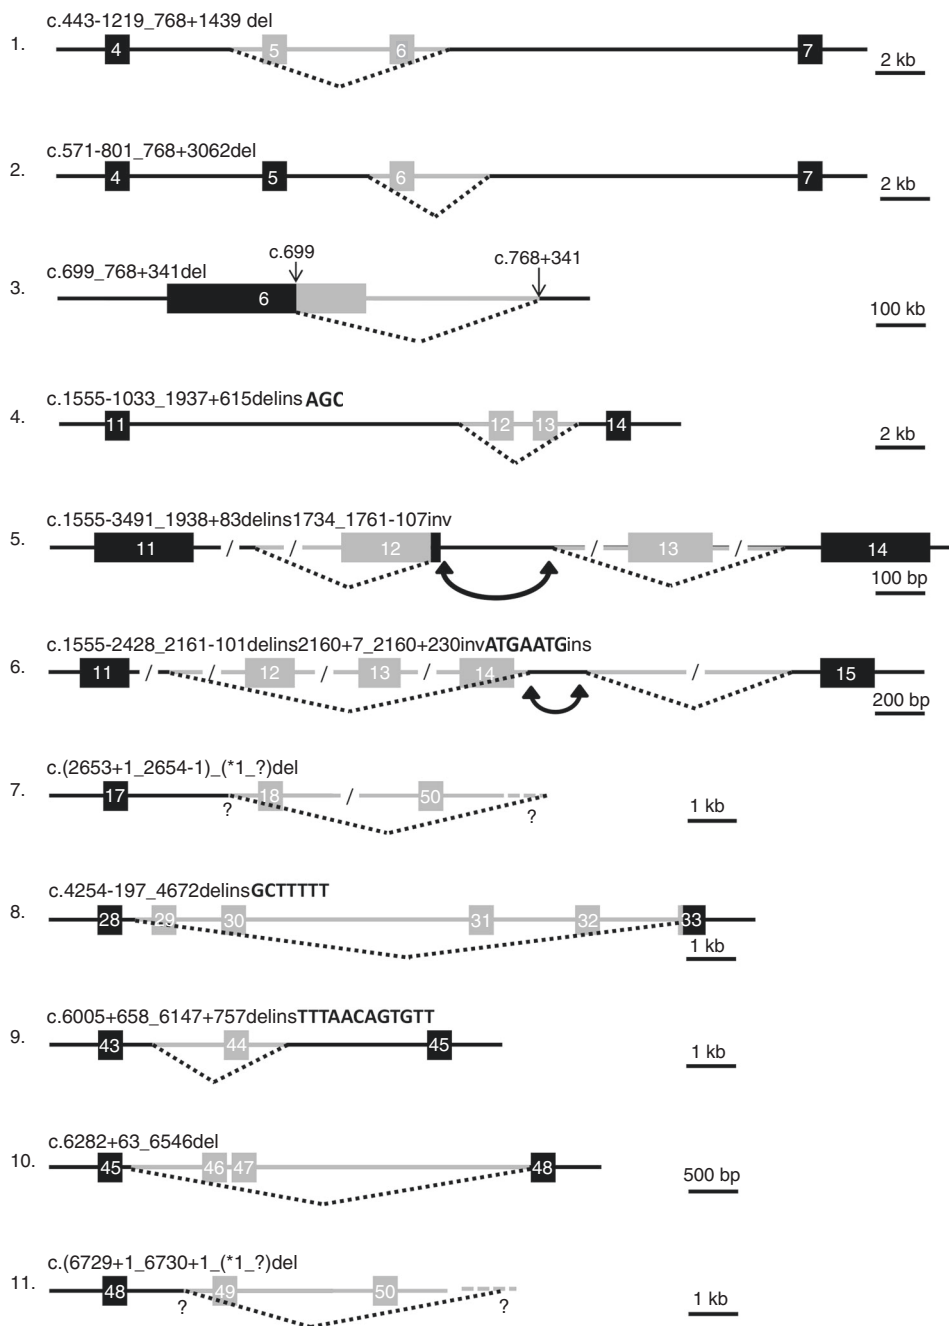 c.443-1219_768+1439 del
1. 4 5 6 7 2 kb
c.571-801_768+3062del
2. 4 5 6 7 2 kb
c.699 c.768+341
c.699_768+341del
3. 6 100 kb
c.1555-1033_1937+615delinsAGC
4. 11 12 13 14 2 kb
c.1555-3491_1938+83delins1734_1761-107inv
5. 11 / / 12 / 13 / 14 100 bp
c.1555-2428_2161-101delins2160+7_2160+230invATGAATGins
6. 11 / / 12 / 13 / 14 / 15 200 bp
c.(2653+1_2654-1)_(*1_?)del
7. 17 ? 18 / 50 ? 1 kb
c.4254-197_4672delinsGCTTTTT
8. 28 29 30 31 32 33 1 kb
c.6005+658_6147+757delinsTTTAACAGTGTT
9. 43 44 45 1 kb
c.6282+63_6546del
10. 45 46 47 48 500 bp
c.(6729+1_6730+1_(*1_?)del
11. 48 ? 49 50 ? 1 kb